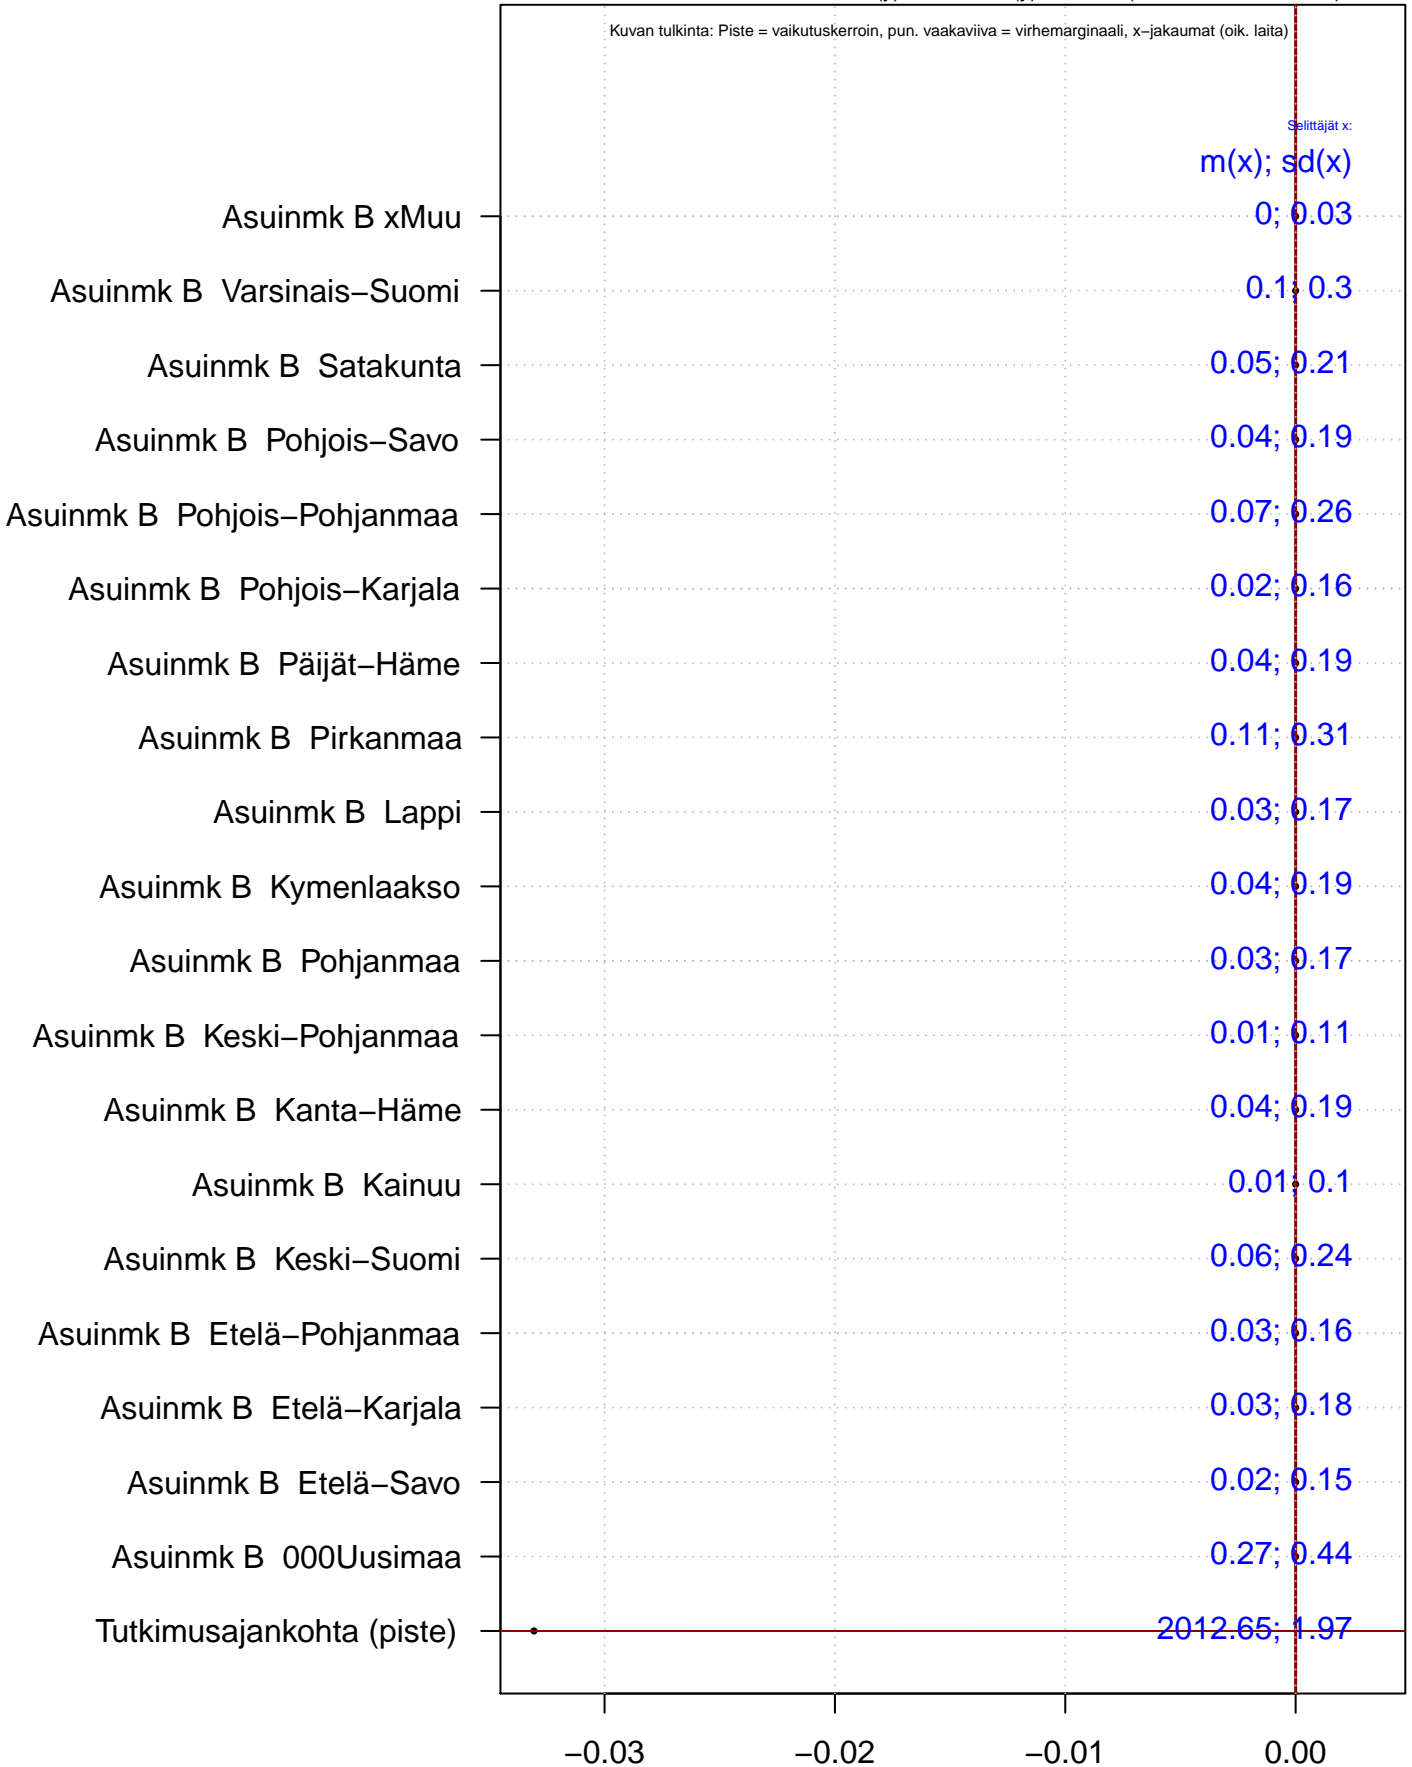 Kuvan tulkinta: Piste = vaikutuskerroin, pun. vaakaviiva = virhemarginaali, x−jakaumat (oik. laita)
Selittäjät x:
m(x); sd(x)
Asuinmk B xMuu 0; 0.03
Asuinmk B Varsinais−Suomi 0.1; 0.3
Asuinmk B Satakunta 0.05; 0.21
Asuinmk B Pohjois−Savo 0.04; 0.19
Asuinmk B Pohjois−Pohjanmaa 0.07; 0.26
Asuinmk B Pohjois−Karjala 0.02; 0.16
Asuinmk B Päijät−Häme 0.04; 0.19
Asuinmk B Pirkanmaa 0.11; 0.31
Asuinmk B Lappi 0.03; 0.17
Asuinmk B Kymenlaakso 0.04; 0.19
Asuinmk B Pohjanmaa 0.03; 0.17
Asuinmk B Keski−Pohjanmaa 0.01; 0.11
Asuinmk B Kanta−Häme 0.04; 0.19
Asuinmk B Kainuu 0.01; 0.1
Asuinmk B Keski−Suomi 0.06; 0.24
Asuinmk B Etelä−Pohjanmaa 0.03; 0.16
Asuinmk B Etelä−Karjala 0.03; 0.18
Asuinmk B Etelä−Savo 0.02; 0.15
Asuinmk B 000Uusimaa 0.27; 0.44
Tutkimusajankohta (piste) 2012.65; 1.97
−0.03 −0.02 −0.01 0.00